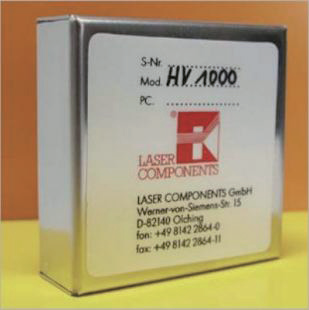 S-Nr. ..................
Mod. HV 1000
PC. ..................
®
LASER
COMPONENTS
LASER COMPONENTS GmbH
Werner-von-Siemens-Str. 15
D-82140 Olching
fon: +49 8142 2864-0
fax: +49 8142 2864-11